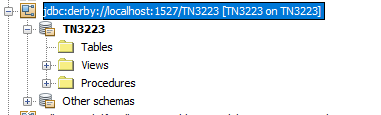 jdbc:derby://localhost:1527/TN3223 [TN3223 on TN3223]
TN3223
Tables
Views
Procedures
Other schemas